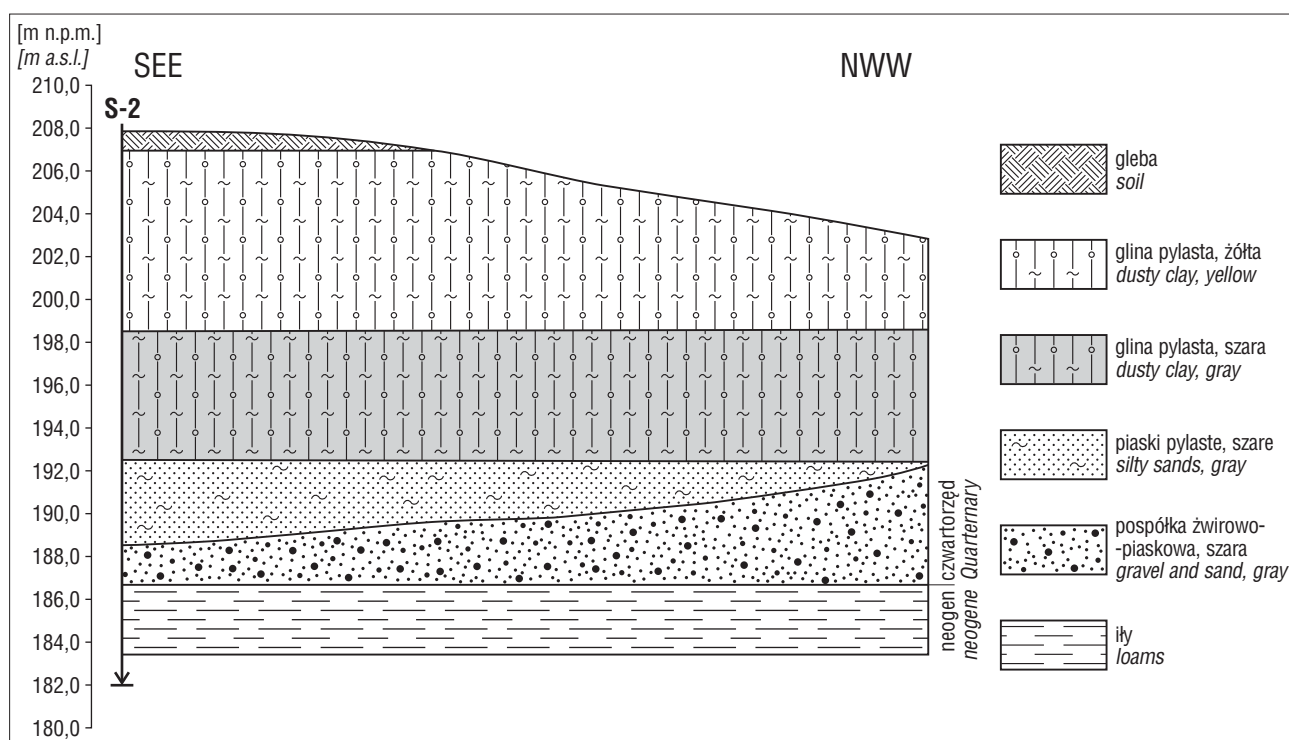 [m n.p.m.]
[m a.s.l.]
SEE
NWW
210,0
S-2
208,0
206,0
204,0
202,0
200,0
198,0
196,0
194,0
192,0
190,0
188,0
186,0
184,0
182,0
180,0
czwartorzęd
Quaternary
neogen
neogene
gleba
soil
glina pylasta, żółta
dusty clay, yellow
glina pylasta, szara
dusty clay, gray
piaski pylaste, szare
silty sands, gray
pospółka żwirowo-
-piaskowa, szara
gravel and sand, gray
iły
loams